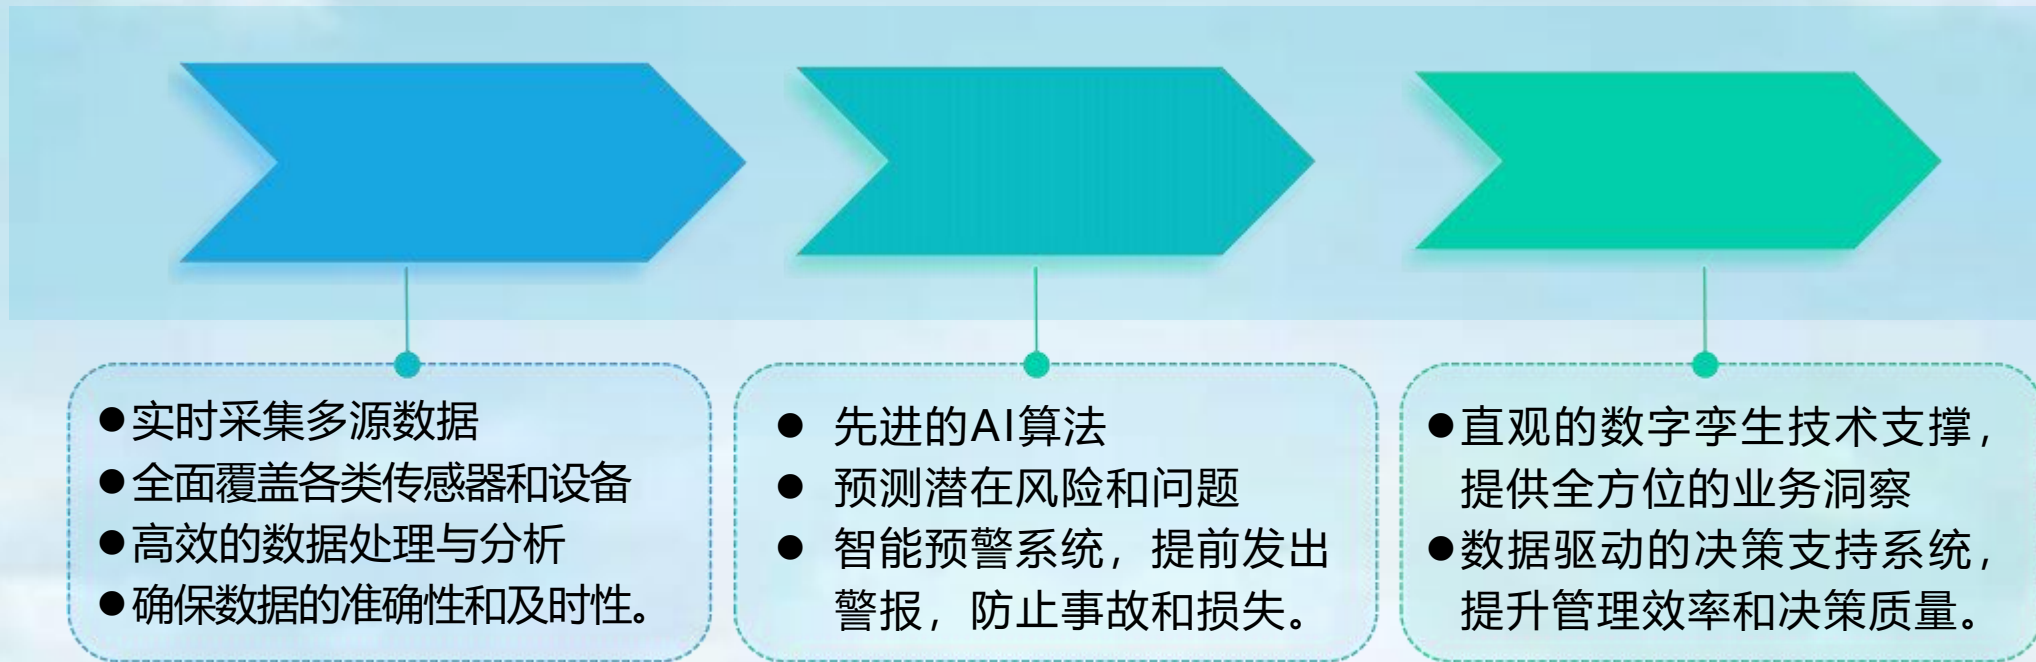 ●实时采集多源数据
●全面覆盖各类传感器和设备
●高效的数据处理与分析
●确保数据的准确性和及时性。
● 先进的AI算法
● 预测潜在风险和问题
● 智能预警系统，提前发出
警报，防止事故和损失。
●直观的数字孪生技术支撑，
提供全方位的业务洞察
●数据驱动的决策支持系统，
提升管理效率和决策质量。